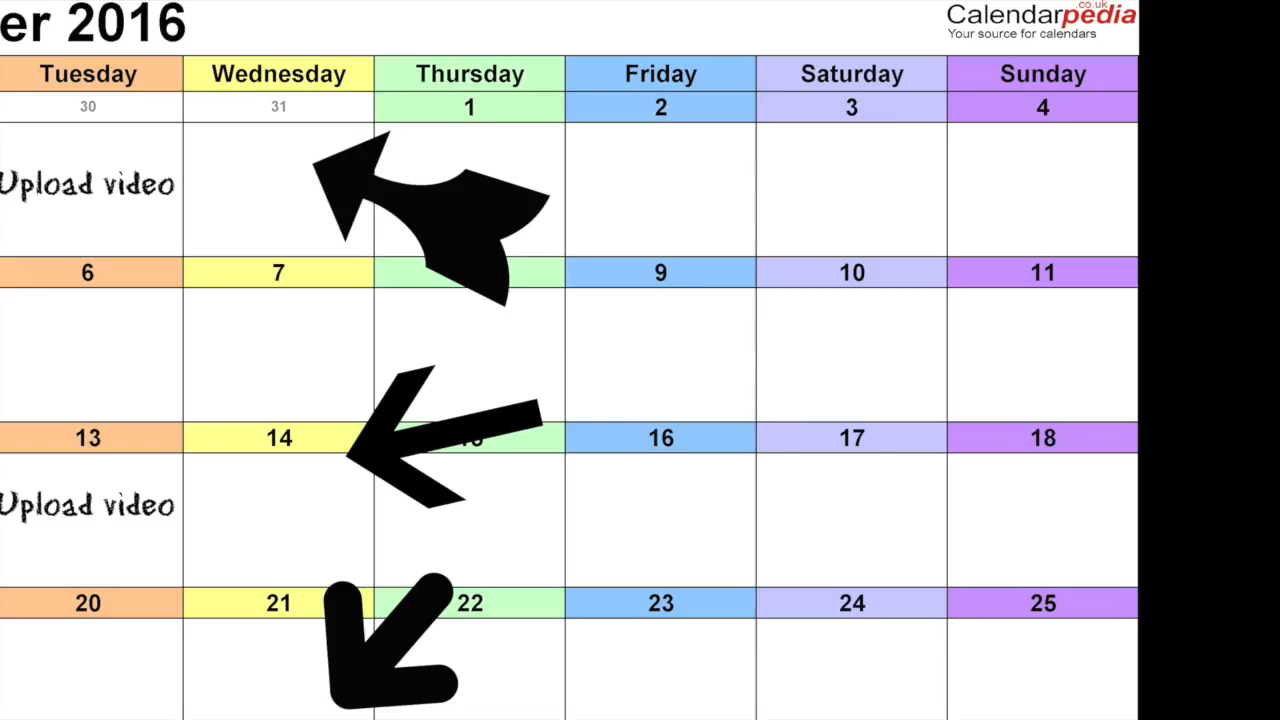 er 2016
.co.uk
Calendarpedia
Your source for calendars
Tuesday Wednesday Thursday Friday Saturday Sunday
30 31 1 2 3 4
Upload video
6 7 9 10 11
13 14 16 17 18
Upload video
20 21 22 23 24 25